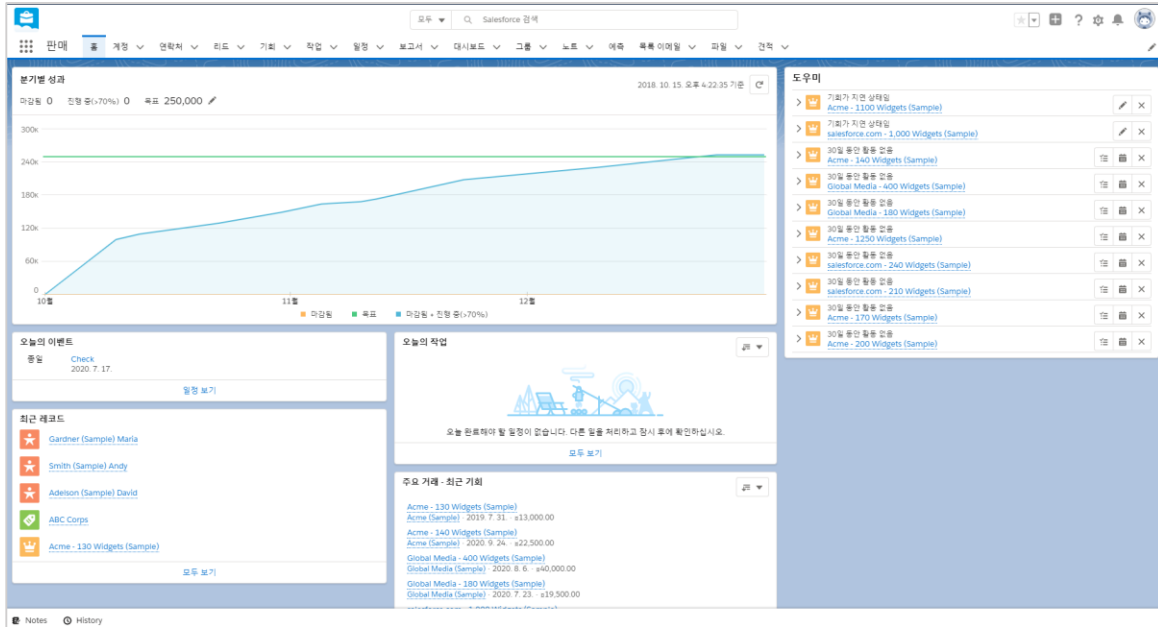 모두
Salesforce 검색
판매
홈 계정 연락처 리드 기회 작업 일정 보고서 대시보드 그룹 노트 예측 목록 이메일 파일 견적
분기별 성과
2018. 10. 15. 오후 4:22:35 기준
마감됨 0 진행 중(>70%) 0 목표 250,000
300K
240K
180K
120K
60K
0
10월 11월 12월
마감됨 목표 마감됨 + 진행 중(>70%)
오늘의 이벤트
종일 Check
2020. 7. 17.
일정 보기
최근 레코드
Gardner (Sample) Maria
Smith (Sample) Andy
Adelson (Sample) David
ABC Corps
Acme - 130 Widgets (Sample)
모두 보기
오늘의 작업
오늘 완료해야 할 일정이 없습니다. 다른 일을 처리하고 잠시 후에 확인하십시오.
모두 보기
주요 거래 - 최근 기회
Acme - 130 Widgets (Sample)
Acme (Sample) · 2019. 7. 31. · ₩13,000.00
Acme - 140 Widgets (Sample)
Acme (Sample) · 2020. 9. 24. · ₩22,500.00
Global Media - 400 Widgets (Sample)
Global Media (Sample) · 2020. 8. 6. · ₩40,000.00
Global Media - 180 Widgets (Sample)
Global Media (Sample) · 2020. 7. 23. · ₩19,500.00
도우미
기회가 지연 상태임
Acme - 1100 Widgets (Sample)
기회가 지연 상태임
salesforce.com - 1,000 Widgets (Sample)
30일 동안 활동 없음
Acme - 140 Widgets (Sample)
30일 동안 활동 없음
Global Media - 400 Widgets (Sample)
30일 동안 활동 없음
Global Media - 180 Widgets (Sample)
30일 동안 활동 없음
Acme - 1250 Widgets (Sample)
30일 동안 활동 없음
salesforce.com - 240 Widgets (Sample)
30일 동안 활동 없음
salesforce.com - 210 Widgets (Sample)
30일 동안 활동 없음
Acme - 170 Widgets (Sample)
30일 동안 활동 없음
Acme - 200 Widgets (Sample)
Notes History